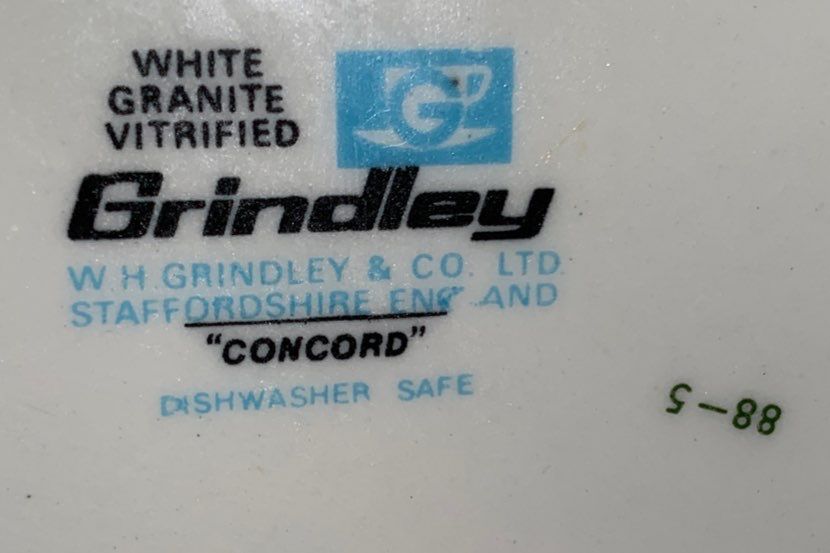 WHITE
GRANITE
VITRIFIED
G
Grindley
W H GRINDLEY & CO. LTD.
STAFFORDSHIRE ENGLAND
"CONCORD"
DISHWASHER SAFE
88-5